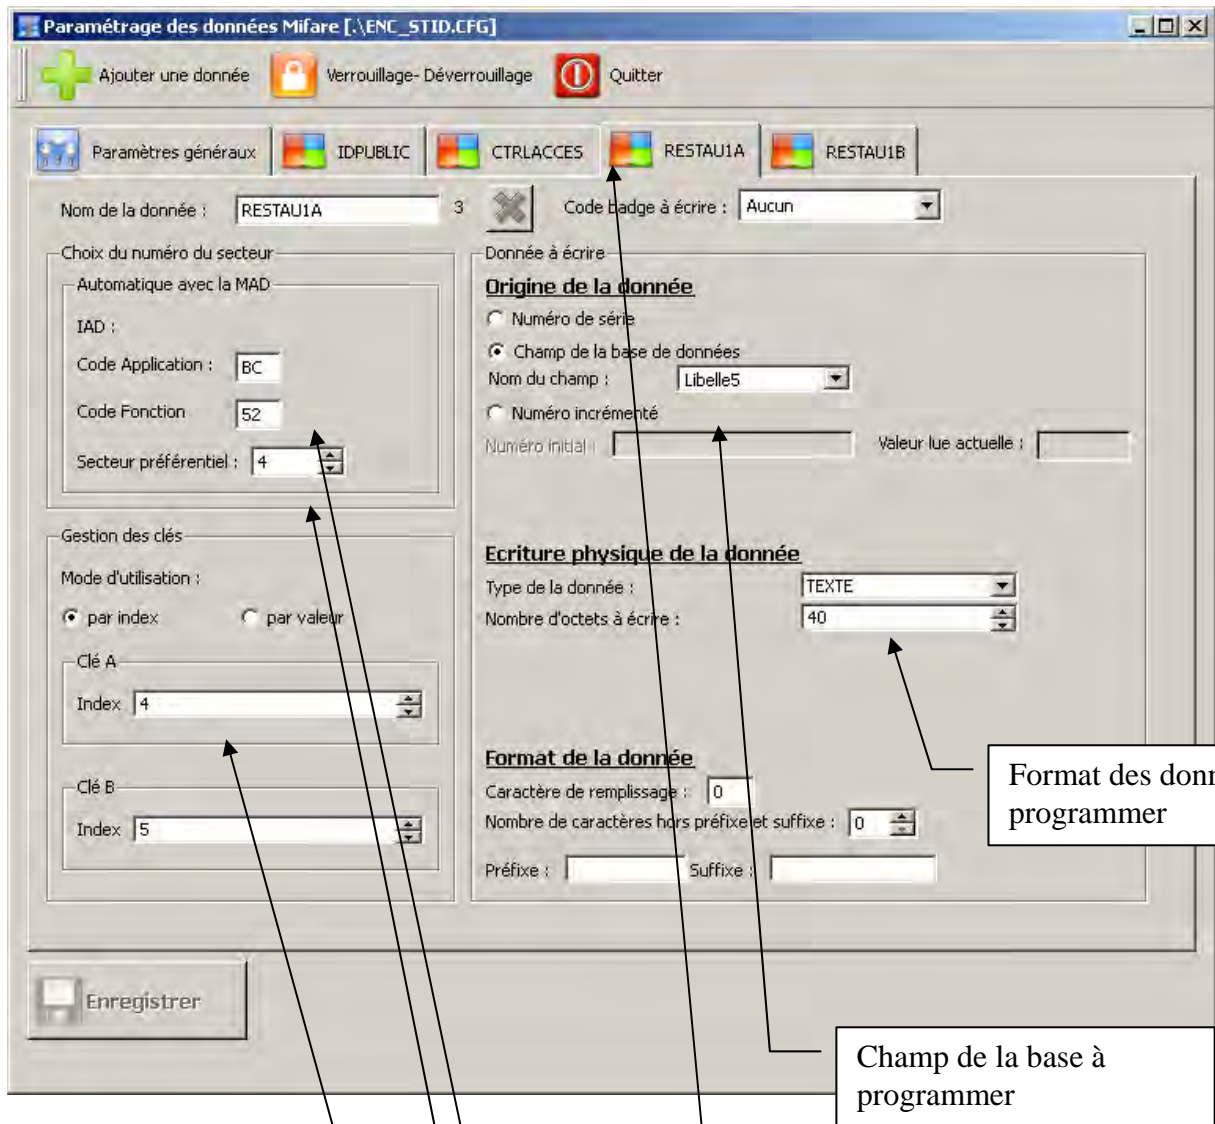 Paramétrage des données Mifare [.\ENC_STID.CFG]
Ajouter une donnée Verrouillage- Déverrouillage Quitter
Paramètres généraux IDPUBLIC CTRLACCES RESTAU1A RESTAU1B
Nom de la donnée : RESTAU1A 3 Code badge à écrire : Aucun
Choix du numéro du secteur
Automatique avec la MAD
IAD :
Code Application : BC
Code Fonction 52
Secteur préférentiel : 4
Gestion des clés
Mode d'utilisation :
par index par valeur
Clé A
Index 4
Clé B
Index 5
Donnée à écrire
Origine de la donnée
Numéro de série
Champ de la base de données
Nom du champ : Libelle5
Numéro incrémenté
Numéro initial : Valeur lue actuelle :
Ecriture physique de la donnée
Type de la donnée : TEXTE
Nombre d'octets à écrire : 40
Format de la donnée
Caractère de remplissage : 0
Nombre de caractères hors préfixe et suffixe : 0
Préfixe : Suffixe :
Format des donn
programmer
Enregistrer
Champ de la base à
programmer